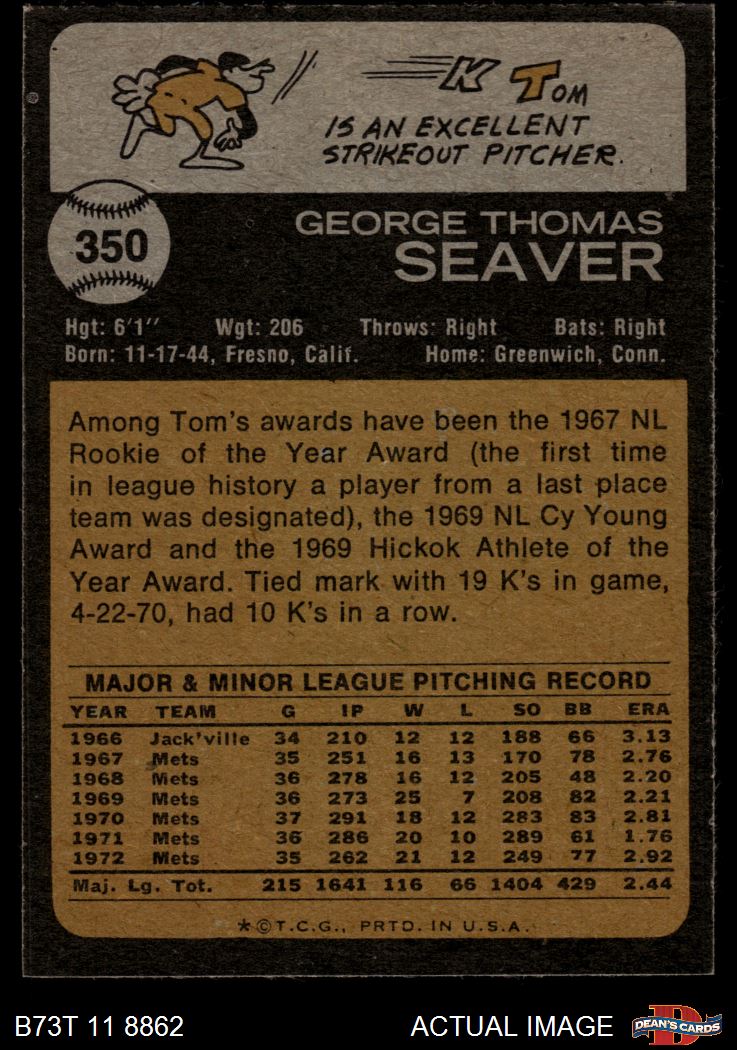 K TOM
IS AN EXCELLENT
STRIKEOUT PITCHER.
350
GEORGE THOMAS
SEAVER
Hgt: 6'1" Wgt: 206 Throws: Right Bats: Right
Born: 11-17-44, Fresno, Calif. Home: Greenwich, Conn.
Among Tom's awards have been the 1967 NL
Rookie of the Year Award (the first time
in league history a player from a last place
team was designated), the 1969 NL Cy Young
Award and the 1969 Hickok Athlete of the
Year Award. Tied mark with 19 K's in game,
4-22-70, had 10 K's in a row.
MAJOR & MINOR LEAGUE PITCHING RECORD
YEAR TEAM G IP W L SO BB ERA
1966 Jack'ville 34 210 12 12 188 66 3.13
1967 Mets 35 251 16 13 170 78 2.76
1968 Mets 36 278 16 12 205 48 2.20
1969 Mets 36 273 25 7 208 82 2.21
1970 Mets 37 291 18 12 283 83 2.81
1971 Mets 36 286 20 10 289 61 1.76
1972 Mets 35 262 21 12 249 77 2.92
Maj. Lg. Tot. 215 1641 116 66 1404 429 2.44
*©T.C.G., PRTD. IN U.S.A.
B73T 11 8862 ACTUAL IMAGE DEAN'S CARDS